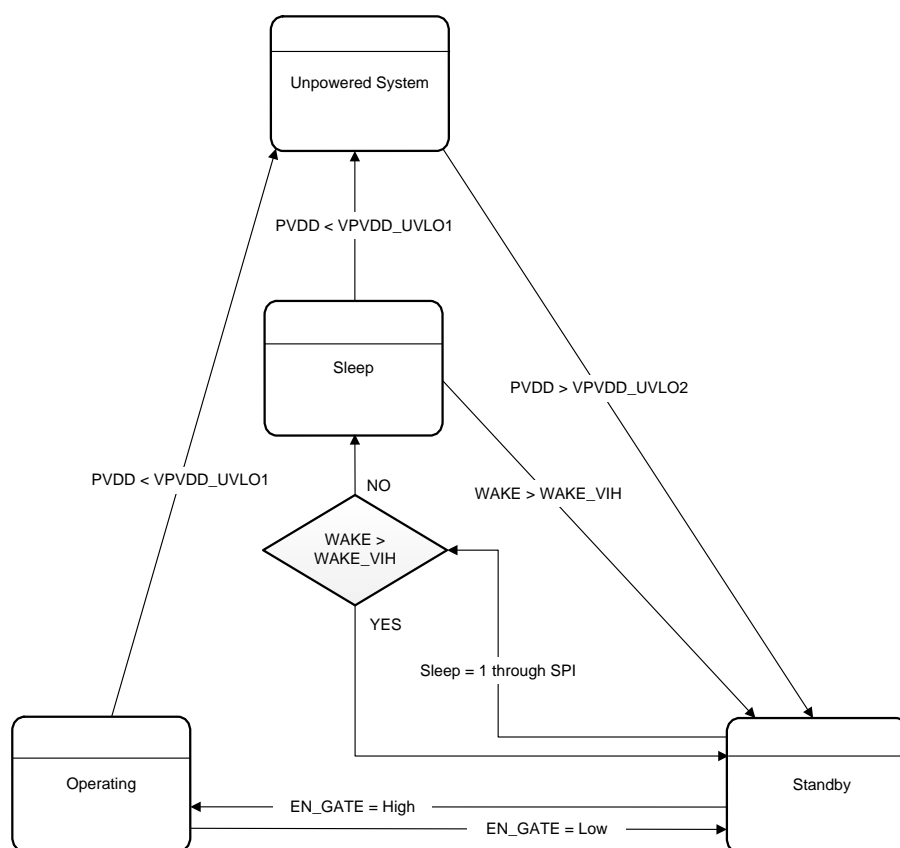 Unpowered System
PVDD < VPVDD_UVLO1
Sleep
PVDD > VPVDD_UVLO2
PVDD < VPVDD_UVLO1
NO
WAKE > WAKE_VIH
WAKE >
WAKE_VIH
YES
Sleep = 1 through SPI
Operating
Standby
EN_GATE = High
EN_GATE = Low